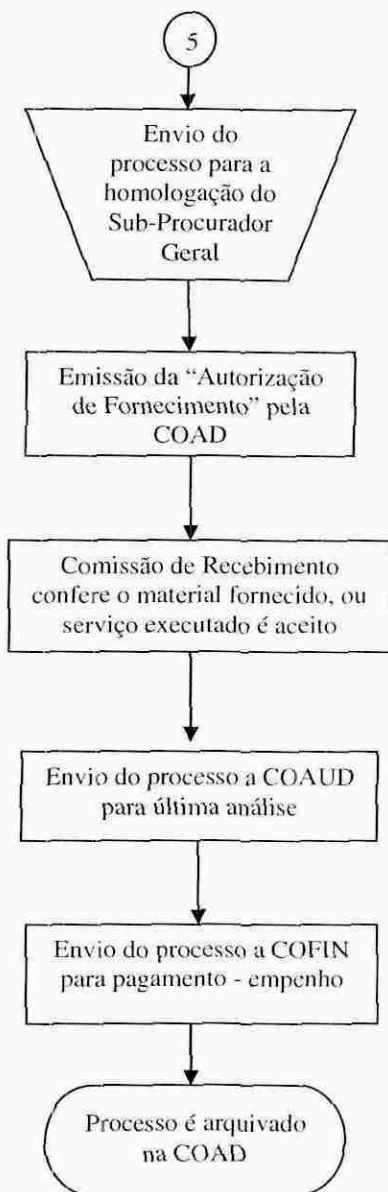 5
Envio do
processo para a
homologação do
Sub-Procurador
Geral
Emissão da “Autorização
de Fornecimento” pela
COAD
Comissão de Recebimento
confere o material fornecido, ou
serviço executado é aceito
Envio do processo a COAUD
para última análise
Envio do processo a COFIN
para pagamento - empenho
Processo é arquivado
na COAD